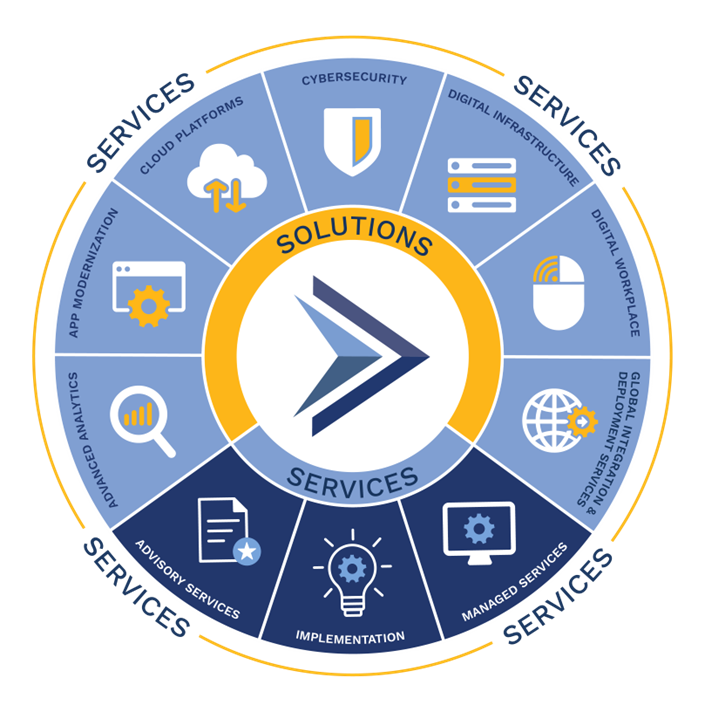 SERVICES
SERVICES
CYBERSECURITY
DIGITAL INFRASTRUCTURE
DIGITAL WORKPLACE
GLOBAL INTEGRATION &
DEPLOYMENT SERVICES
MANAGED SERVICES
IMPLEMENTATION
ADVISORY SERVICES
ADVANCED ANALYTICS
APP MODERNIZATION
CLOUD PLATFORMS
SOLUTIONS
SERVICES
SERVICES
SERVICES